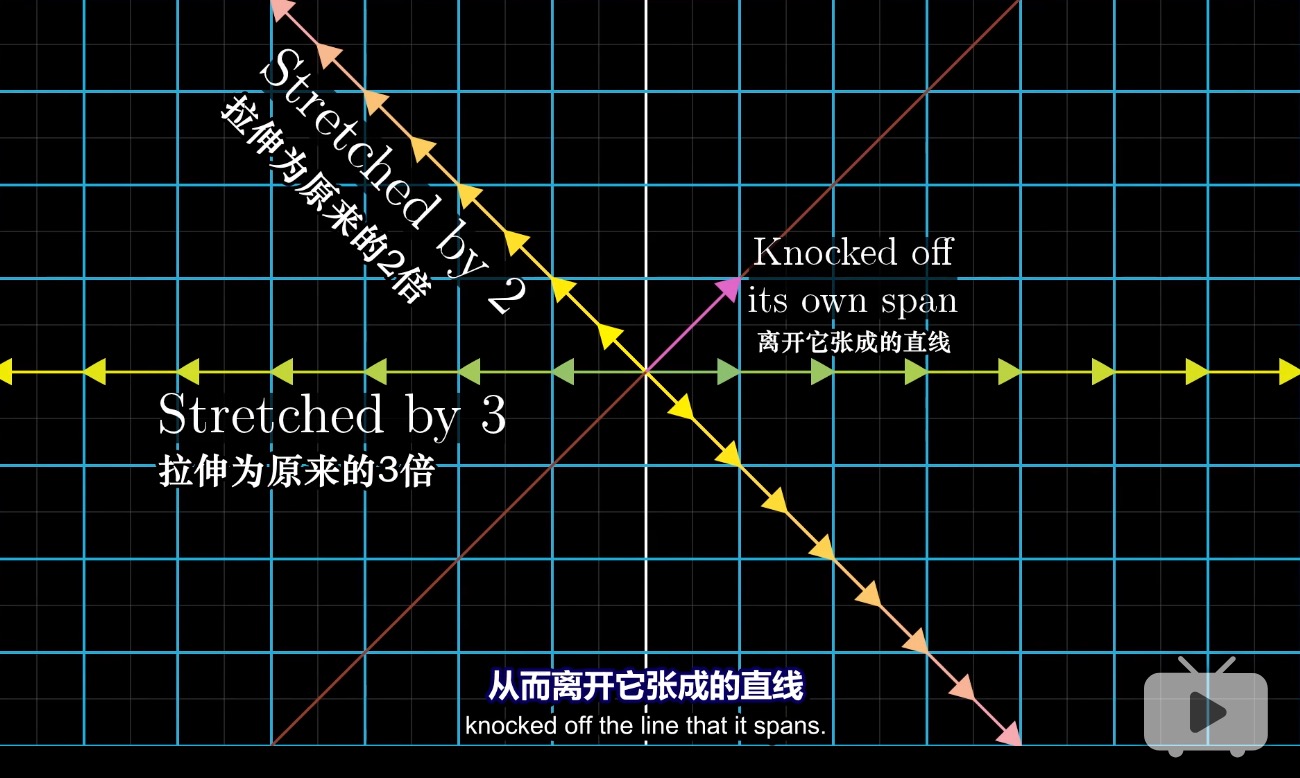 Stretched by 2
拉伸为原来的2倍
Knocked off
its own span
离开它张成的直线
Stretched by 3
拉伸为原来的3倍
从而离开它张成的直线
knocked off the line that it spans.